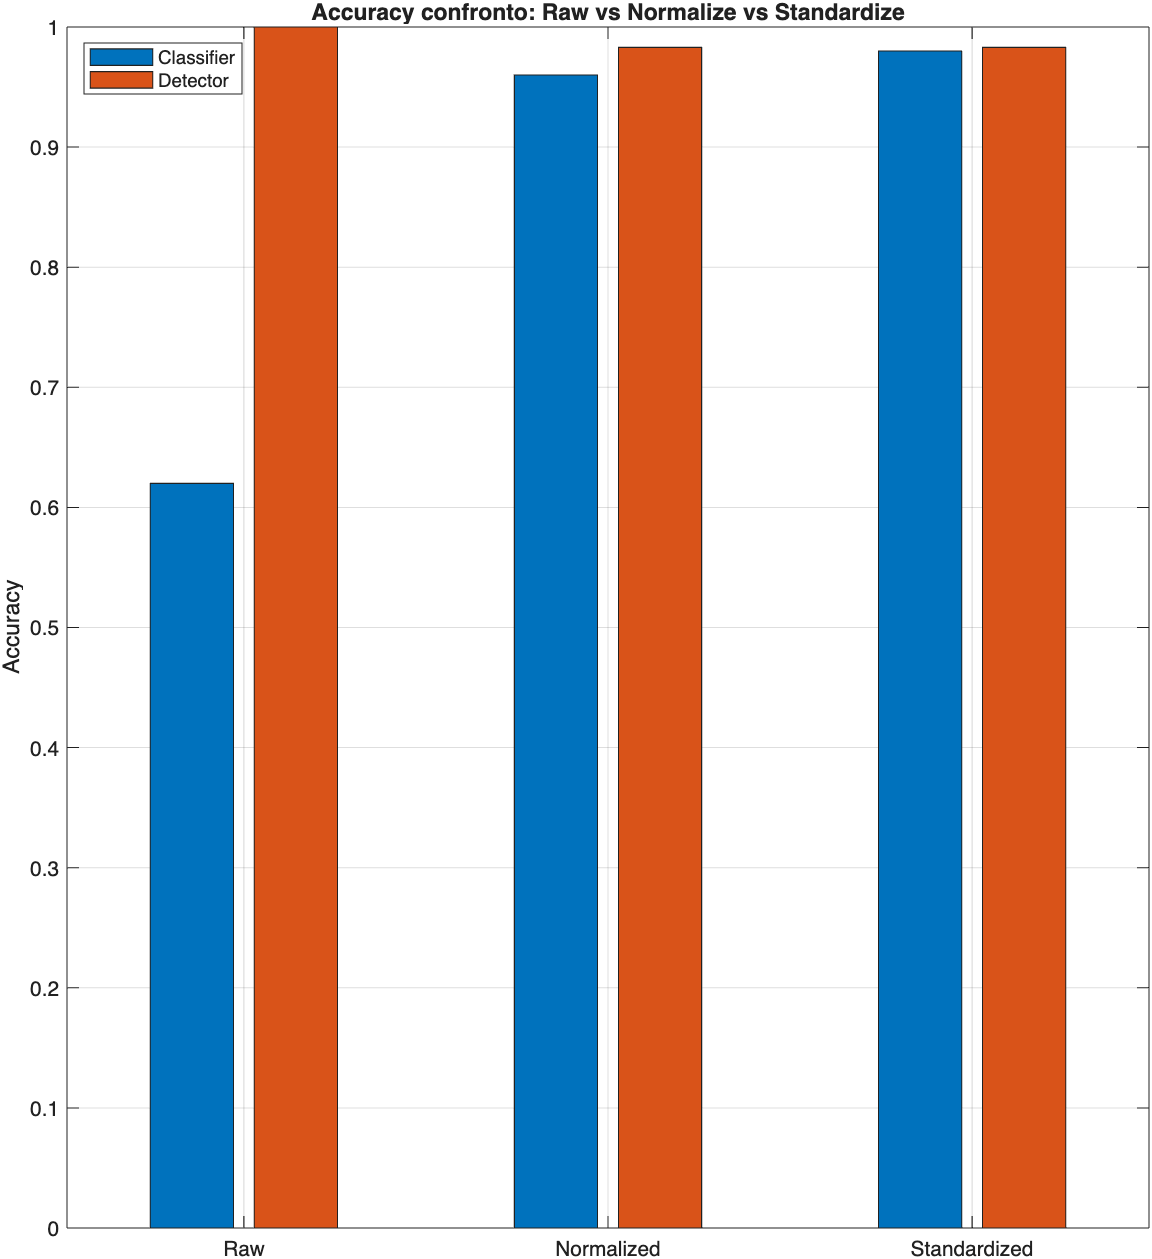 Accuracy confronto: Raw vs Normalize vs Standardize
Classifier
Detector
1
0.9
0.8
0.7
0.6
0.5
0.4
0.3
0.2
0.1
0
Accuracy
Raw
Normalized
Standardized